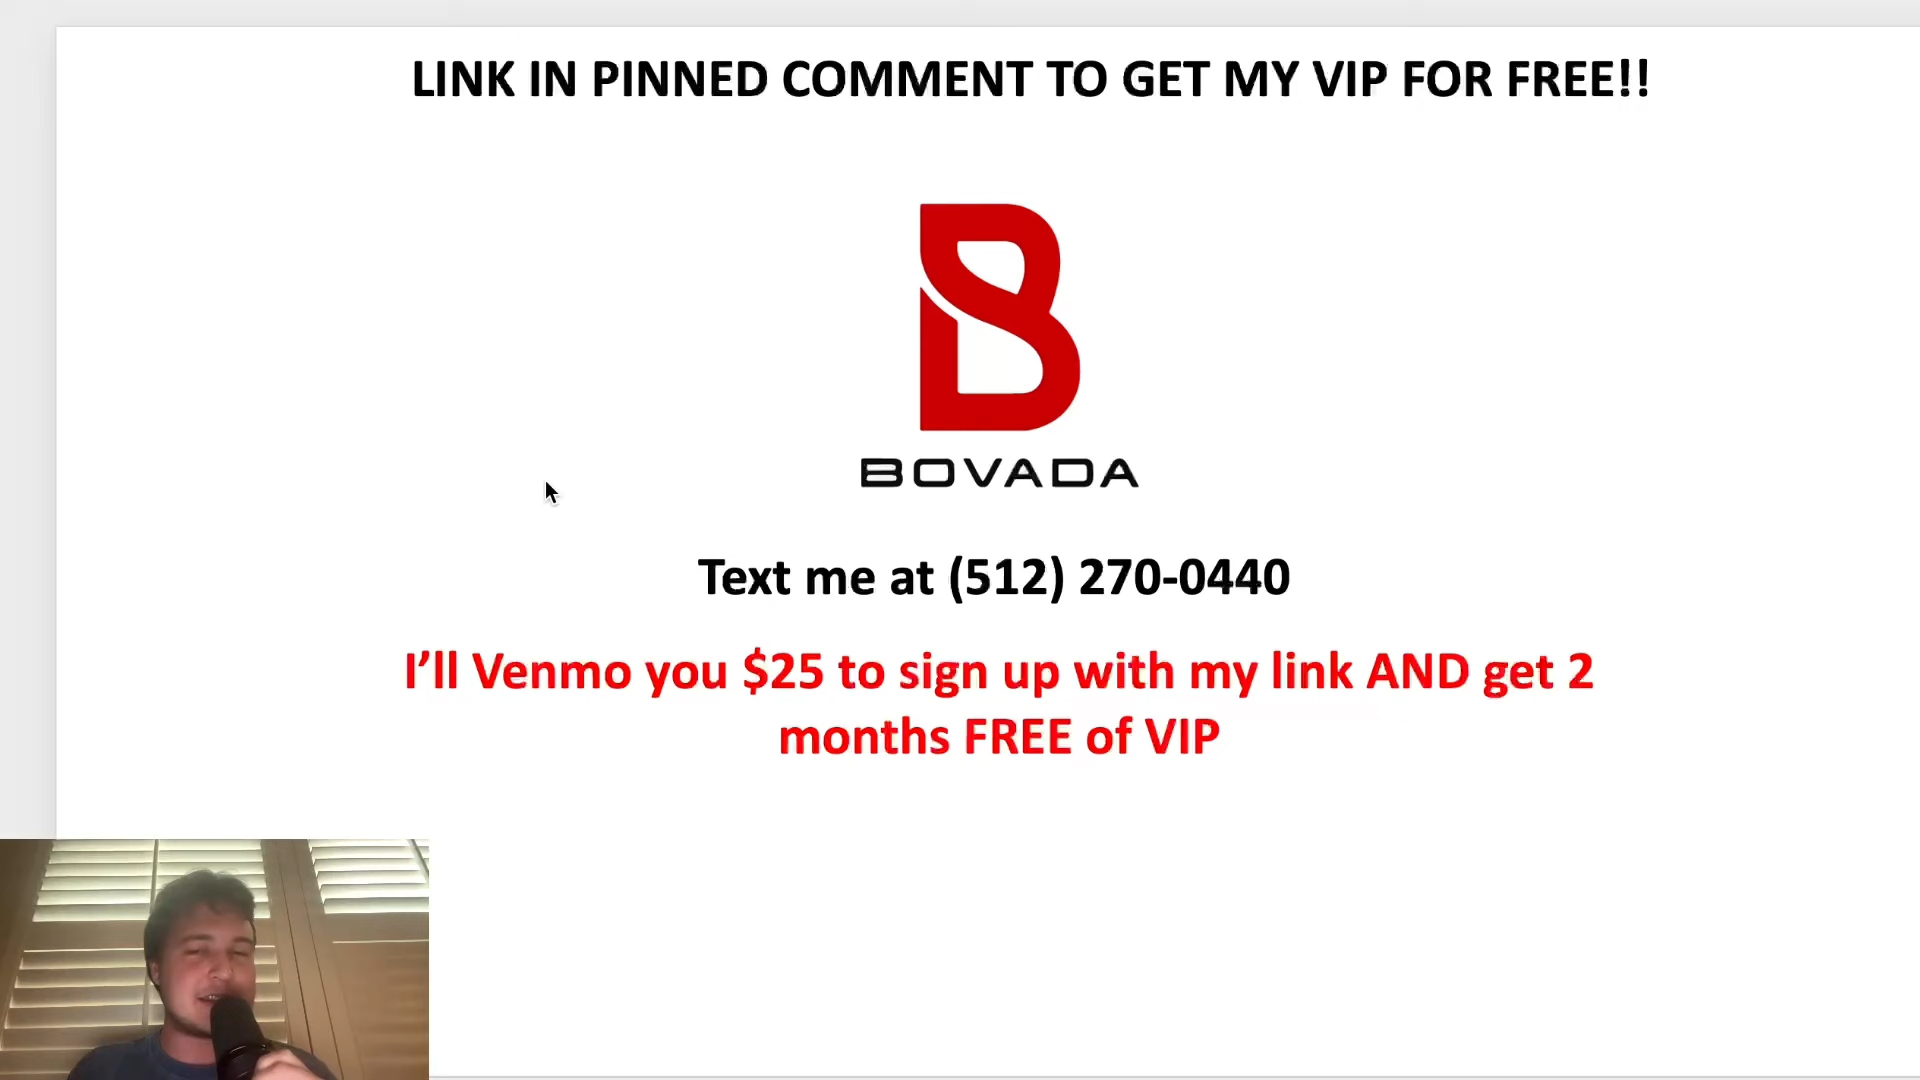 LINK IN PINNED COMMENT TO GET MY VIP FOR FREE!!
BOVADA
Text me at (512) 270-0440
I’ll Venmo you $25 to sign up with my link AND get 2
months FREE of VIP